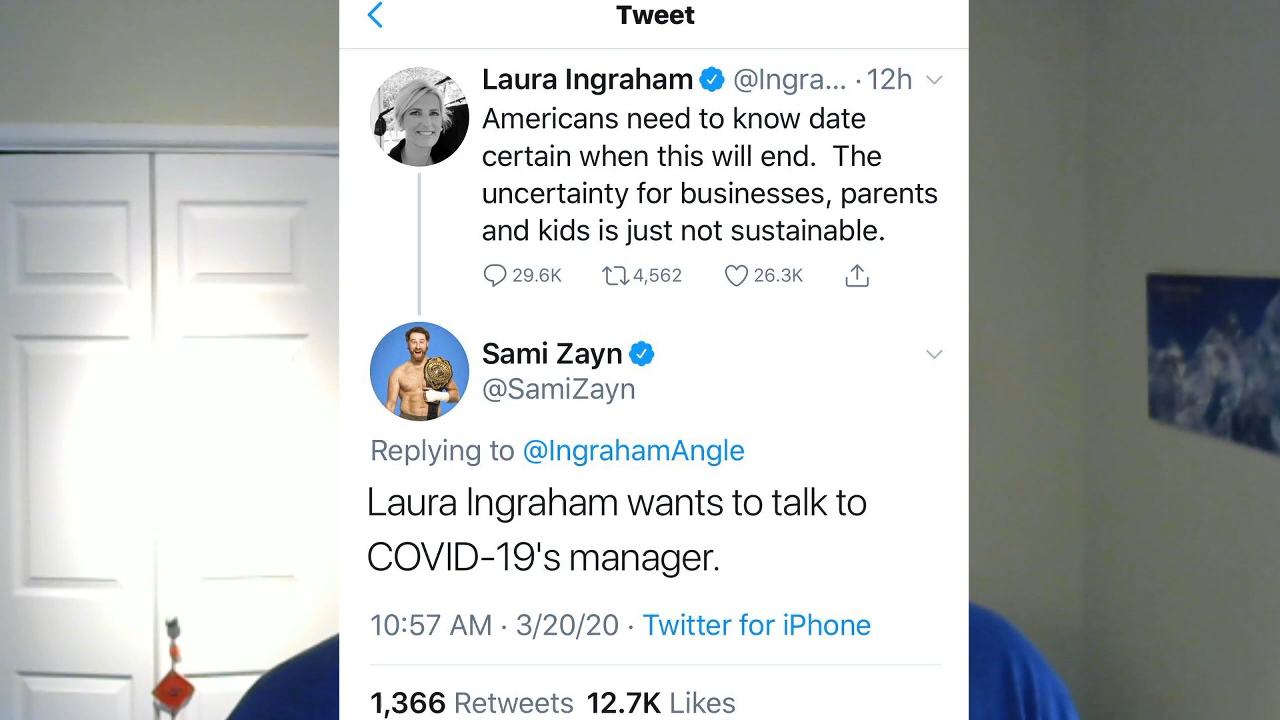 Tweet
Laura Ingraham @Ingra... · 12h
Americans need to know date
certain when this will end.  The
uncertainty for businesses, parents
and kids is just not sustainable.
29.6K 4,562 26.3K
Sami Zayn
@SamiZayn
Replying to @IngrahamAngle
Laura Ingraham wants to talk to
COVID-19's manager.
10:57 AM · 3/20/20 · Twitter for iPhone
1,366 Retweets 12.7K Likes